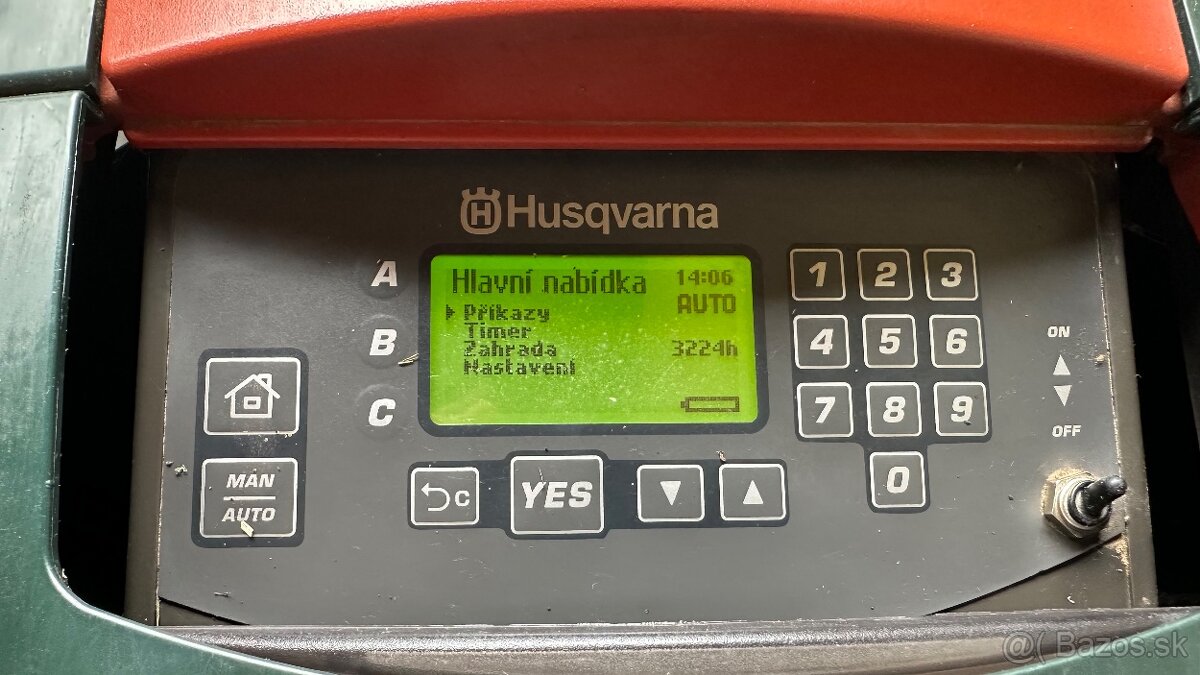 Husqvarna
A
B
C
Hlavní nabídka 14:06
AUTO
Příkazy
Timer
Zahrada 3224h
Nastavení
1 2 3
4 5 6
7 8 9
0
ON
OFF
MAN
AUTO
C
YES
@( Bazos.sk